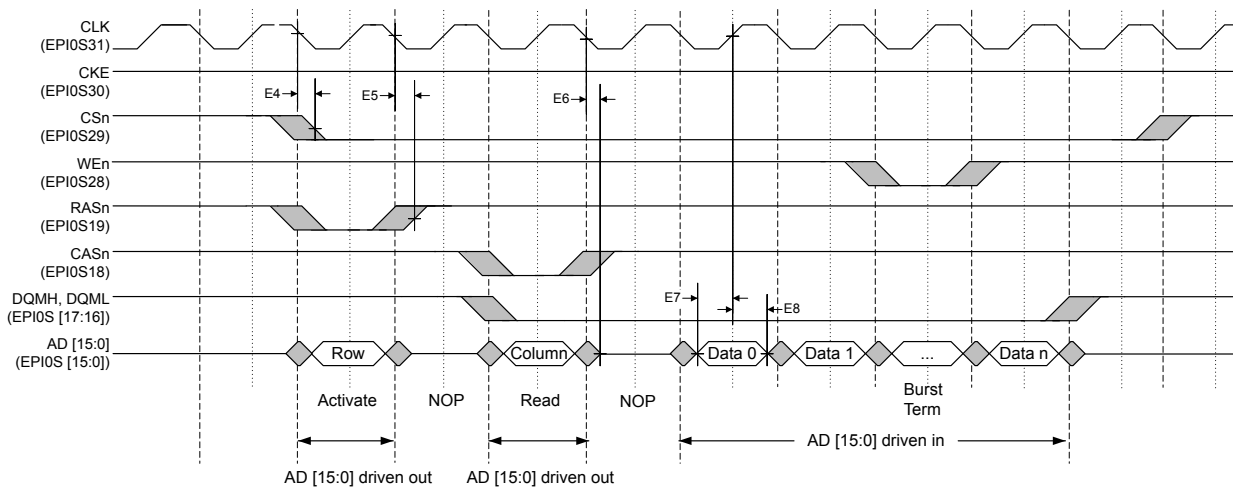 CLK
(EPI0S31)
CKE
(EPI0S30)
E4
E5
E6
CSn
(EPI0S29)
WEn
(EPI0S28)
RASn
(EPI0S19)
CASn
(EPI0S18)
DQMH, DQML
(EPI0S [17:16])
E7
E8
AD [15:0]
(EPI0S [15:0])
Row
Column
Data 0
Data 1
...
Data n
Activate
NOP
Read
NOP
Burst
Term
AD [15:0] driven in
AD [15:0] driven out
AD [15:0] driven out